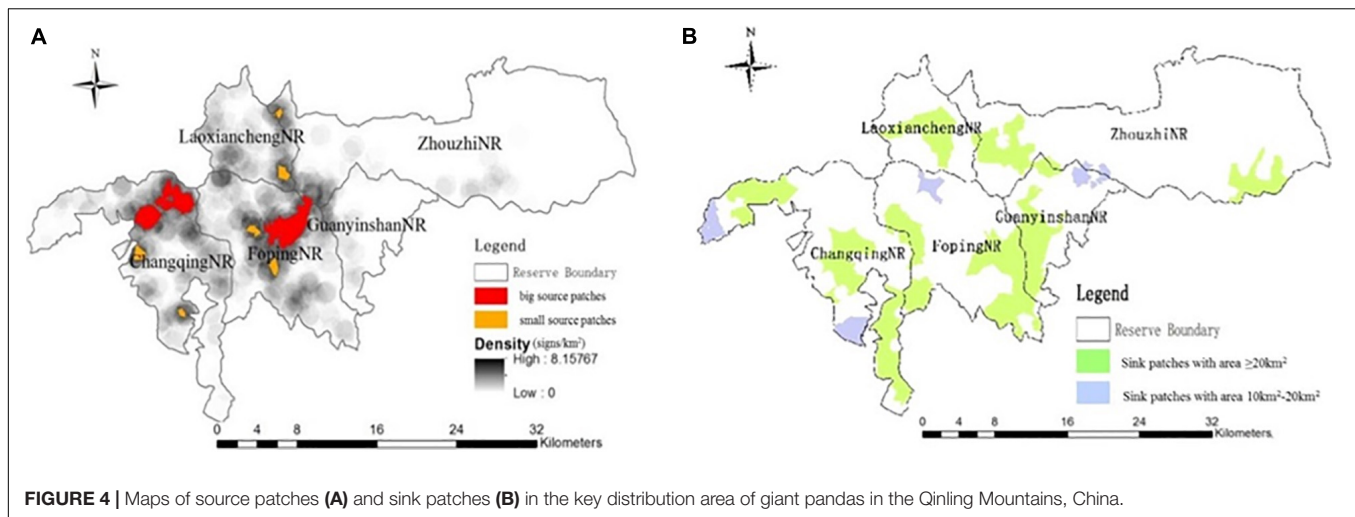 A
N
LaoxianchengNR
ZhouzhiNR
GuanyinshanNR
FopingNR
ChangqingNR
Legend
Reserve Boundary
big source patches
small source patches
Density (signs/km²)
High : 8.15767
Low : 0
0 4 8 16 24 32
Kilometers
B
N
LaoxianchengNR
ZhouzhiNR
GuanyinshanNR
FopingNR
ChangqingNR
Legend
Reserve Boundary
Sink patches with area ≥20km²
Sink patches with area 10km²-20km²
0 4 8 16 24 32
Kilometers
FIGURE 4 | Maps of source patches (A) and sink patches (B) in the key distribution area of giant pandas in the Qinling Mountains, China.